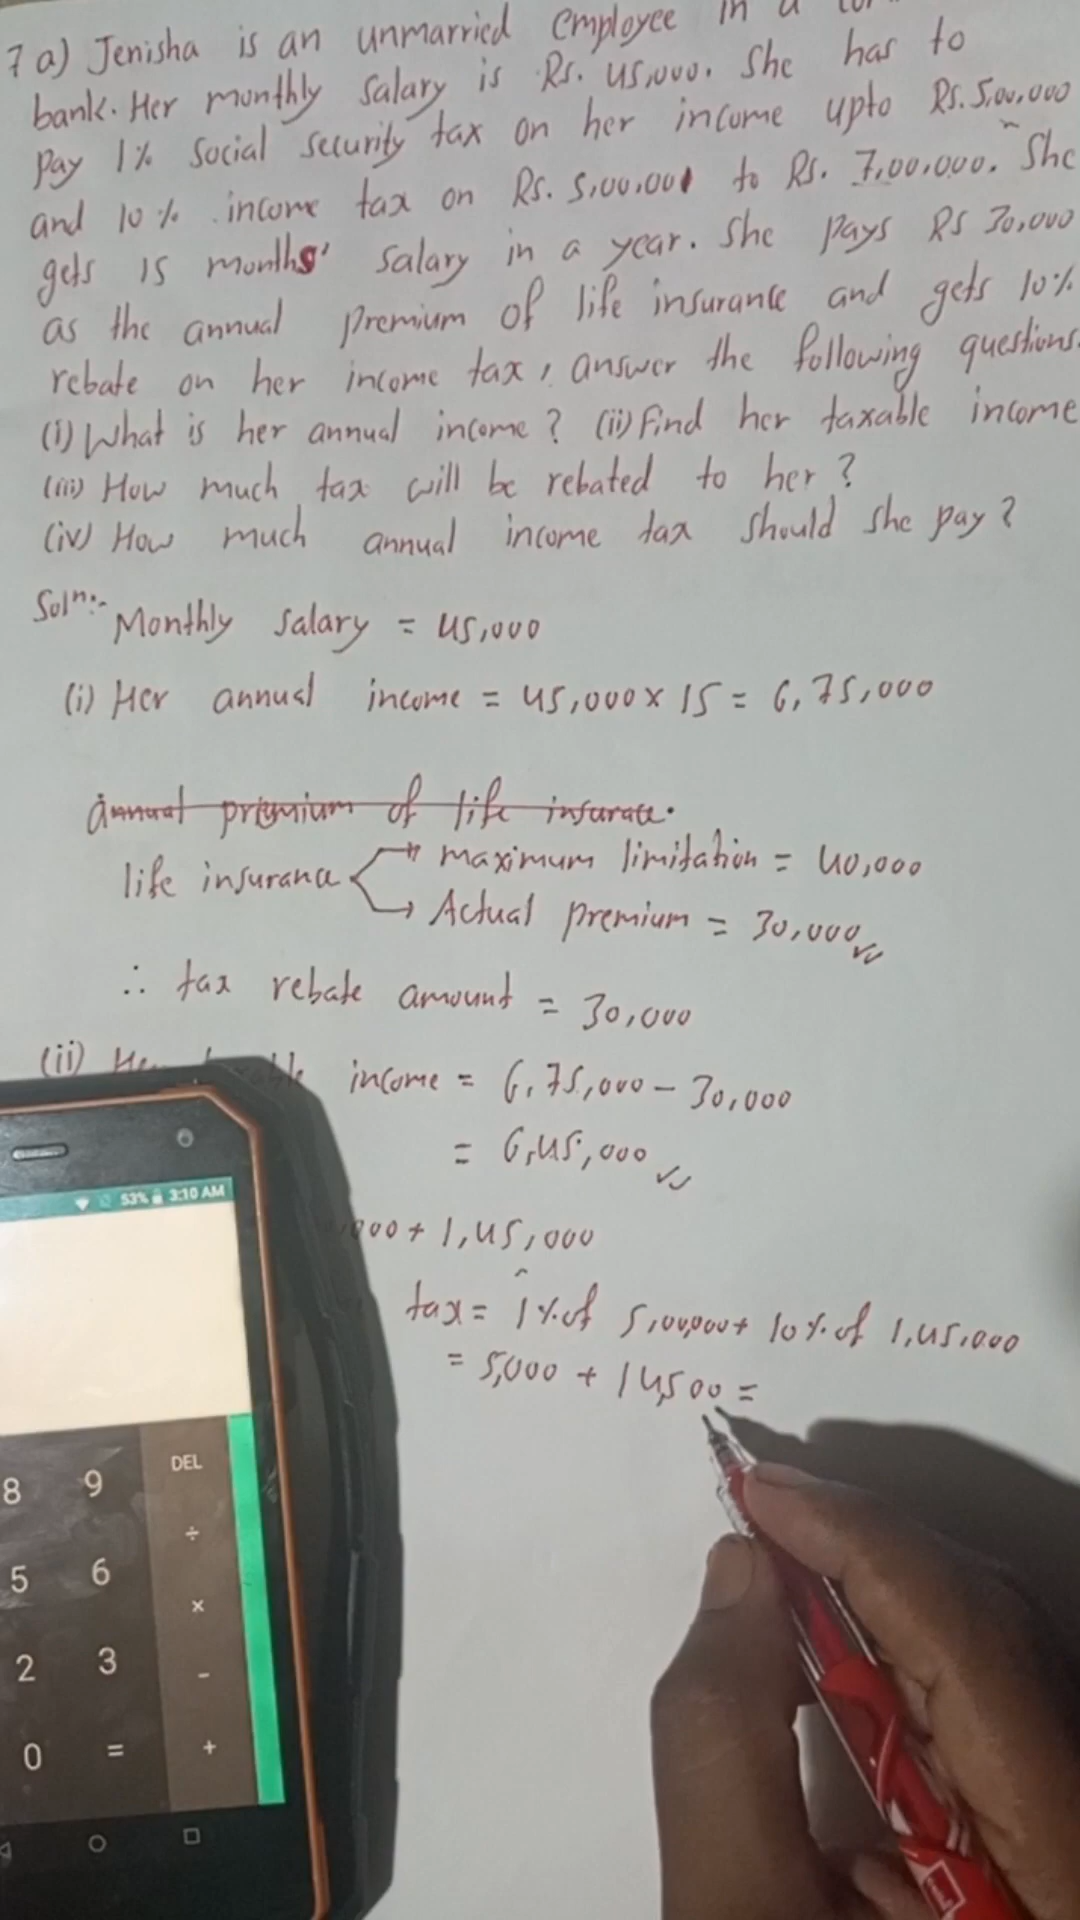 7 a) Jenisha is an unmarried employee in a
bank. Her monthly salary is Rs. 45,000. She has to
pay 1% social security tax on her income upto Rs. 5,00,000
and 10% income tax on Rs. 5,00,001 to Rs. 7,00,000. She
gets 15 months' salary in a year. She pays RS 30,000
as the annual premium of life insurance and gets 10%
rebate on her income tax, answer the following questions.
(i) What is her annual income? (ii) Find her taxable income
(iii) How much tax will be rebated to her?
(iv) How much annual income tax should she pay?
Solⁿ:- Monthly salary = 45,000
(i) Her annual income = 45,000 × 15 = 6,75,000
Annual premium of life insurate.
life insurance → maximum limitation = 40,000
→ Actual premium = 30,000
∴ tax rebate amount = 30,000
(ii) income = 6,75,000 - 30,000
= 6,45,000
000 + 1,45,000
tax = 1% of 5,00,000 + 10% of 1,45,000
= 5,000 + 14,500 =
53% 3:10 AM
8 9 DEL
÷
5 6
×
2 3
-
0 = +